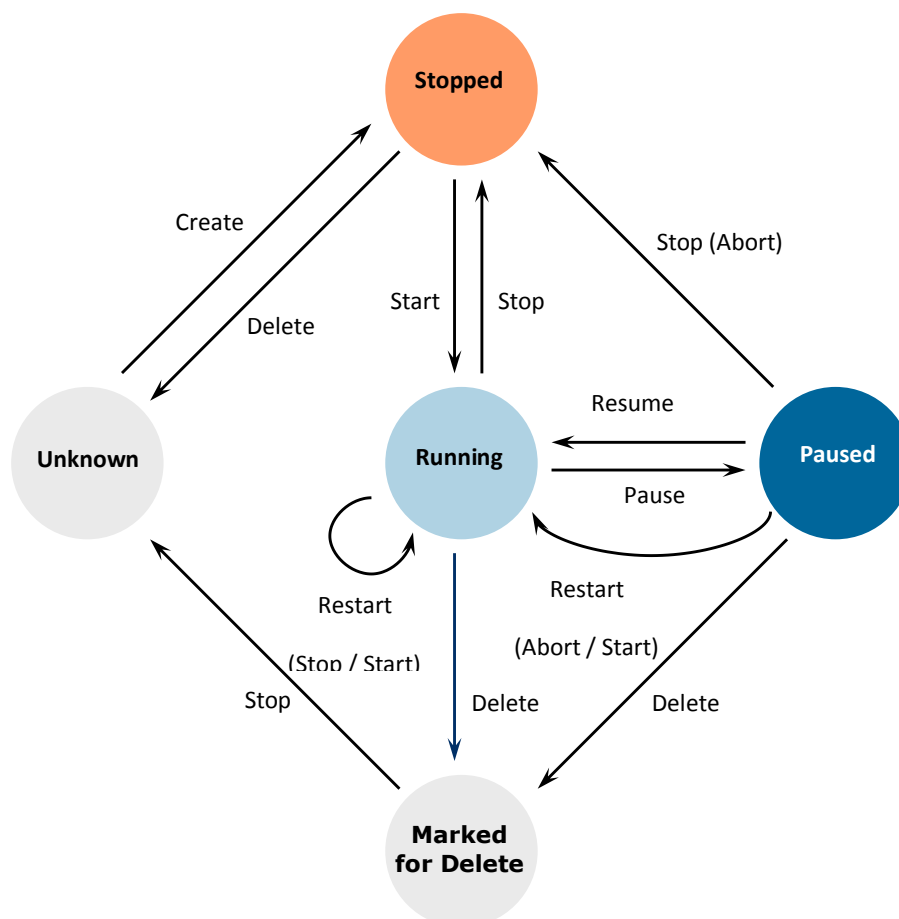 Stopped
Create
Stop (Abort)
Delete
Start
Stop
Resume
Unknown
Running
Paused
Pause
Restart
(Stop / Start)
Restart
(Abort / Start)
Stop
Delete
Delete
Marked
for Delete